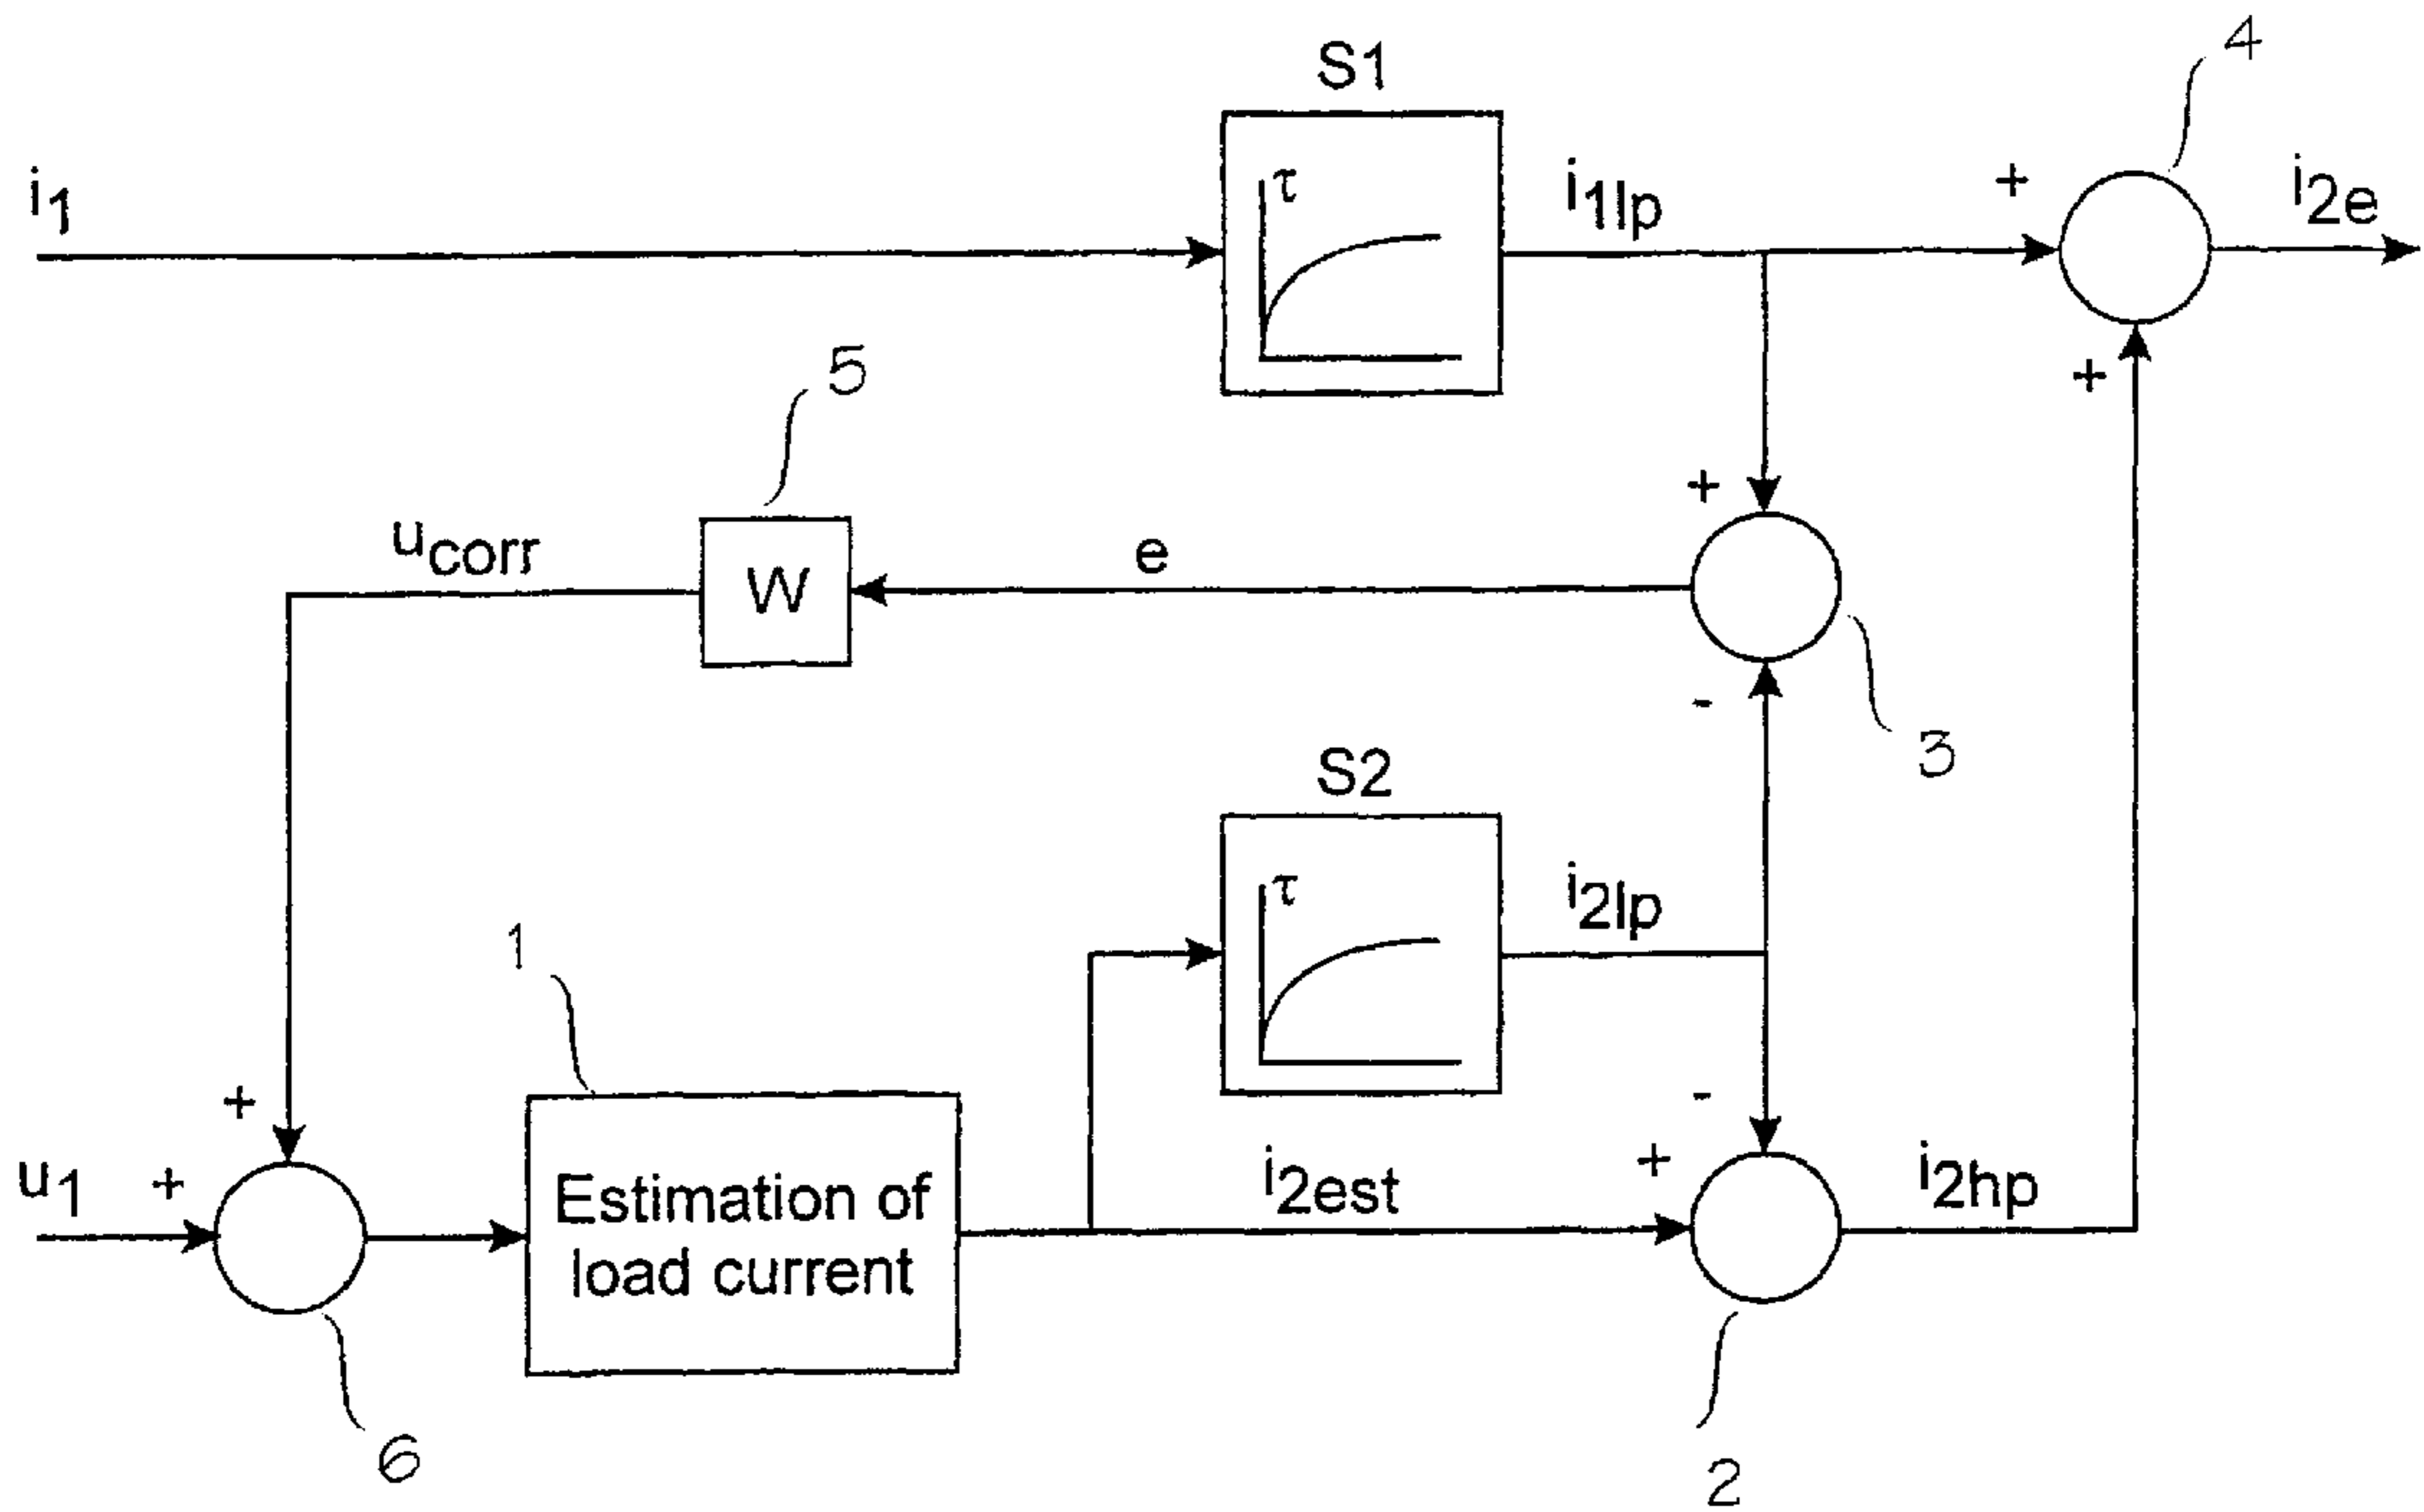 S1
4
i1
τ
i1lp
+
i2e
+
5
+
ucorr
W
e
-
3
S2
τ
i2lp
1
+
-
u1
+
Estimation of
load current
i2est
+
i2hp
6
2